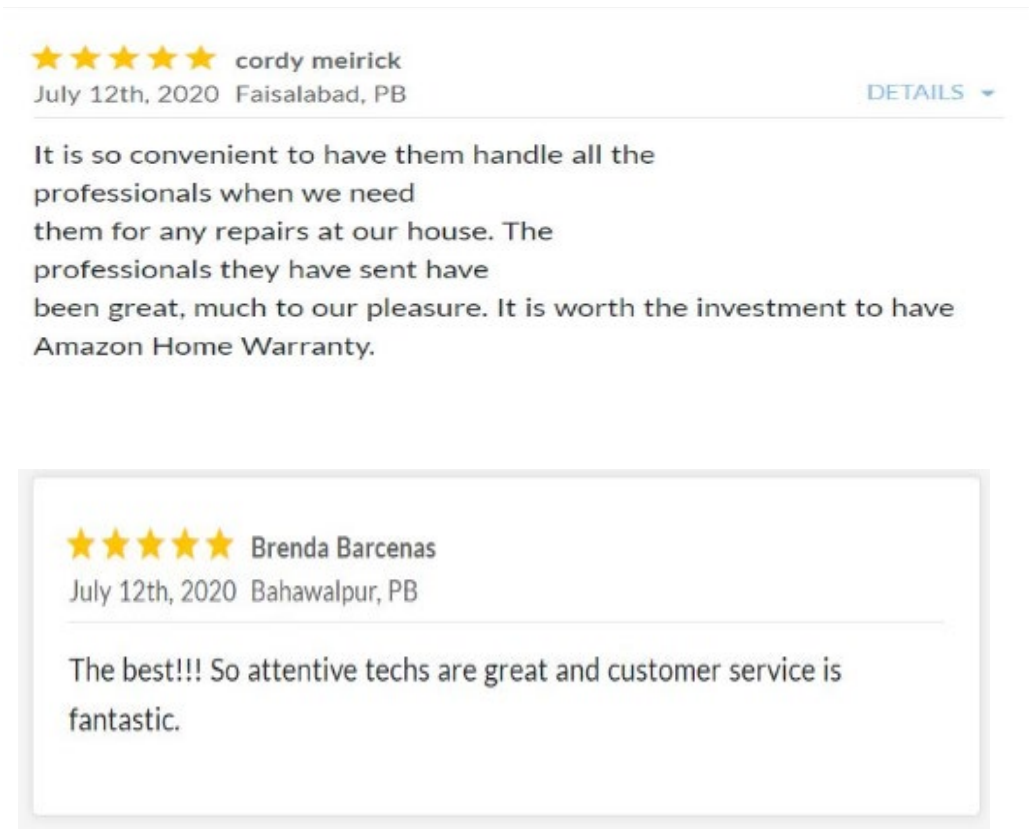 cordy meirick
July 12th, 2020 Faisalabad, PB
DETAILS
It is so convenient to have them handle all the
professionals when we need
them for any repairs at our house. The
professionals they have sent have
been great, much to our pleasure. It is worth the investment to have
Amazon Home Warranty.
Brenda Barcenas
July 12th, 2020 Bahawalpur, PB
The best!!! So attentive techs are great and customer service is
fantastic.